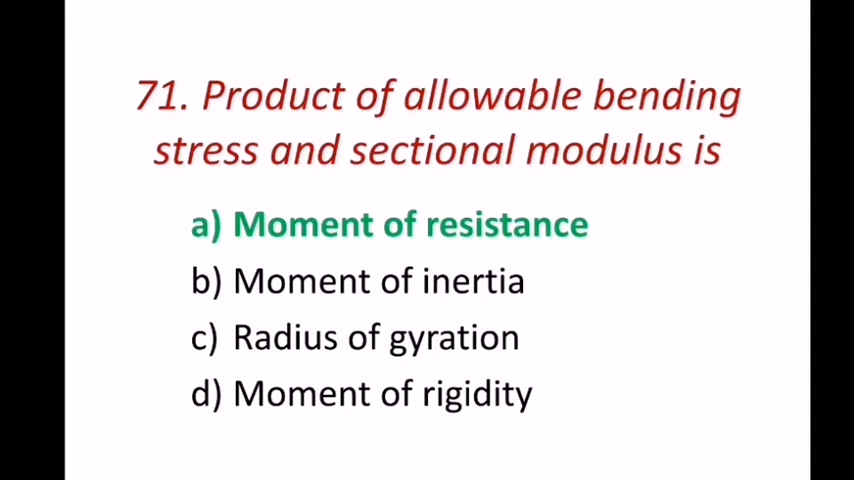 71. Product of allowable bending
stress and sectional modulus is
a) Moment of resistance
b) Moment of inertia
c) Radius of gyration
d) Moment of rigidity